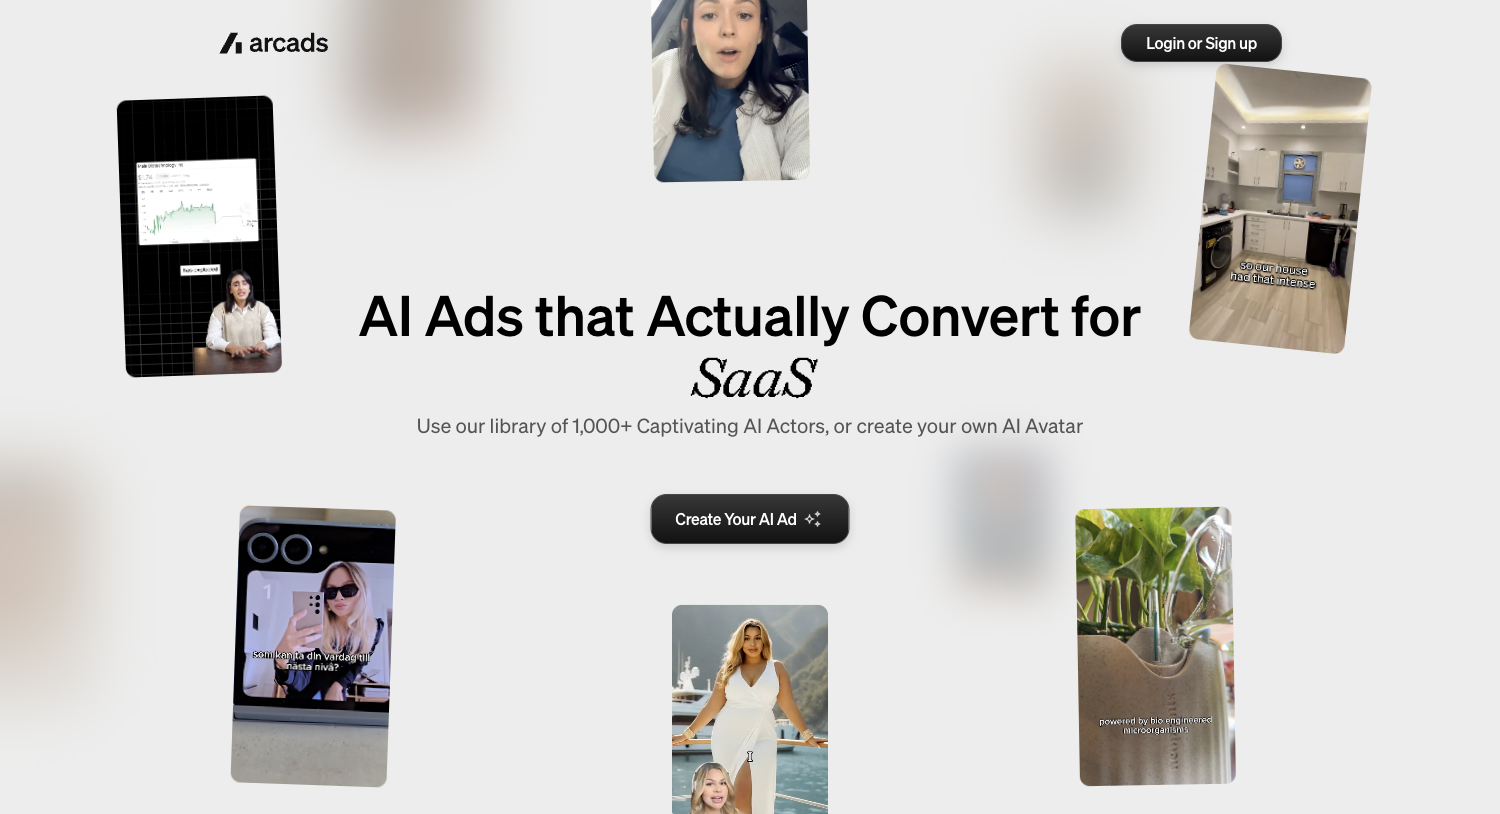 arcads
Login or Sign up
AI Ads that Actually Convert for
SaaS
Use our library of 1,000+ Captivating AI Actors, or create your own AI Avatar
Create Your AI Ad
so our house
had that intense
1
som kan ta din vardag till
nästa nivå?
I
powered by bio engineered
microorganisms